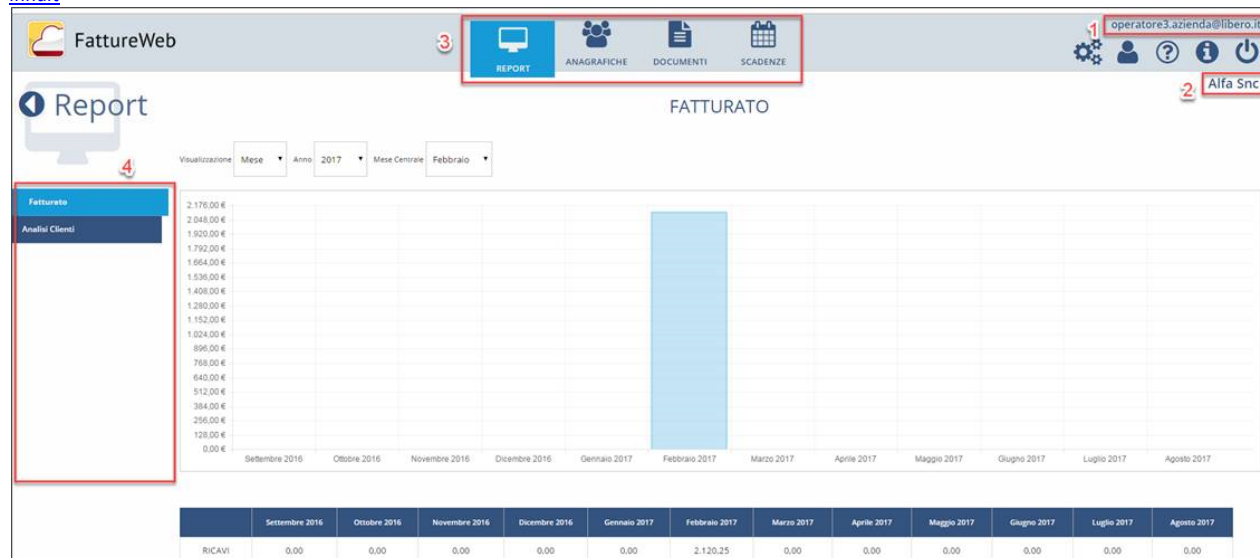 FattureWeb
3
REPORT
ANAGRAFICHE
DOCUMENTI
SCADENZE
1
operatore3.azienda@libero.it
2
Alfa Snc
Report
FATTURATO
4
Visualizzazione Mese Anno 2017 Mese Centrale Febbraio
Fatturato
Analisi Clienti
2.176,00 €
2.048,00 €
1.920,00 €
1.792,00 €
1.664,00 €
1.536,00 €
1.408,00 €
1.280,00 €
1.152,00 €
1.024,00 €
896,00 €
768,00 €
640,00 €
512,00 €
384,00 €
256,00 €
128,00 €
0,00 €
Settembre 2016 Ottobre 2016 Novembre 2016 Dicembre 2016 Gennaio 2017 Febbraio 2017 Marzo 2017 Aprile 2017 Maggio 2017 Giugno 2017 Luglio 2017 Agosto 2017
Settembre 2016 Ottobre 2016 Novembre 2016 Dicembre 2016 Gennaio 2017 Febbraio 2017 Marzo 2017 Aprile 2017 Maggio 2017 Giugno 2017 Luglio 2017 Agosto 2017
RICAVI 0,00 0,00 0,00 0,00 0,00 2.120,25 0,00 0,00 0,00 0,00 0,00 0,00